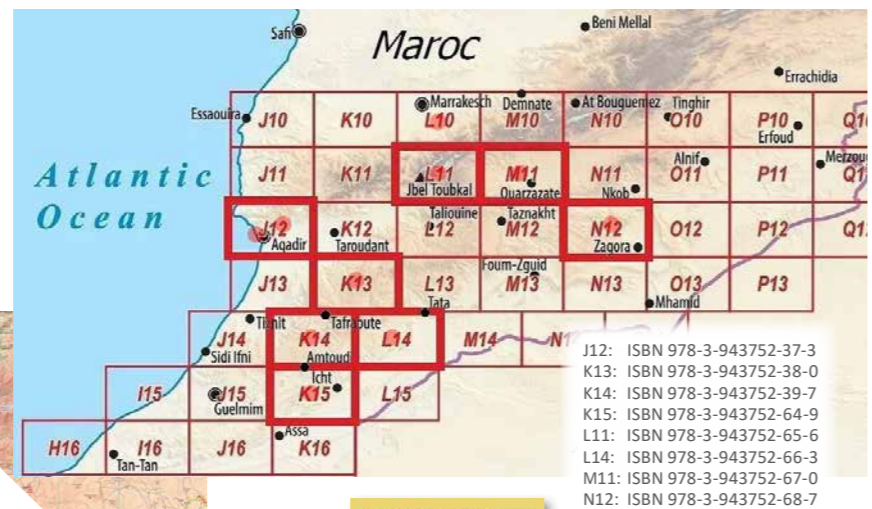 Beni Mellal
Safi
Maroc
Errachidia
Marrakesch Demnate At Bouguemez Tinghir
Essaouira J10 K10 L10 M10 N10 O10 P10
Erfoud
Atlantic J11 K11 L11 M11 N11 Alnif O11 P11
Jbel Toubkal Ouarzazate Nkob
Ocean J12 K12 Taliouine L12 Taznakht M12 N12 O12 P12
Agadir Taroudant Zagora
Foum-Zguid
J13 K13 L13 M13 N13 O13 P13
Tata Mhamid
Tafraoute
J14 K14 L14 M14
Sidi Ifni Amtoudi
I15 J15 Icht K15 L15
Guelmim
H16 I16 J16 Assa K16
Tan-Tan
J12: ISBN 978-3-943752-37-3
K13: ISBN 978-3-943752-38-0
K14: ISBN 978-3-943752-39-7
K15: ISBN 978-3-943752-64-9
L11: ISBN 978-3-943752-65-6
L14: ISBN 978-3-943752-66-3
M11: ISBN 978-3-943752-67-0
N12: ISBN 978-3-943752-68-7